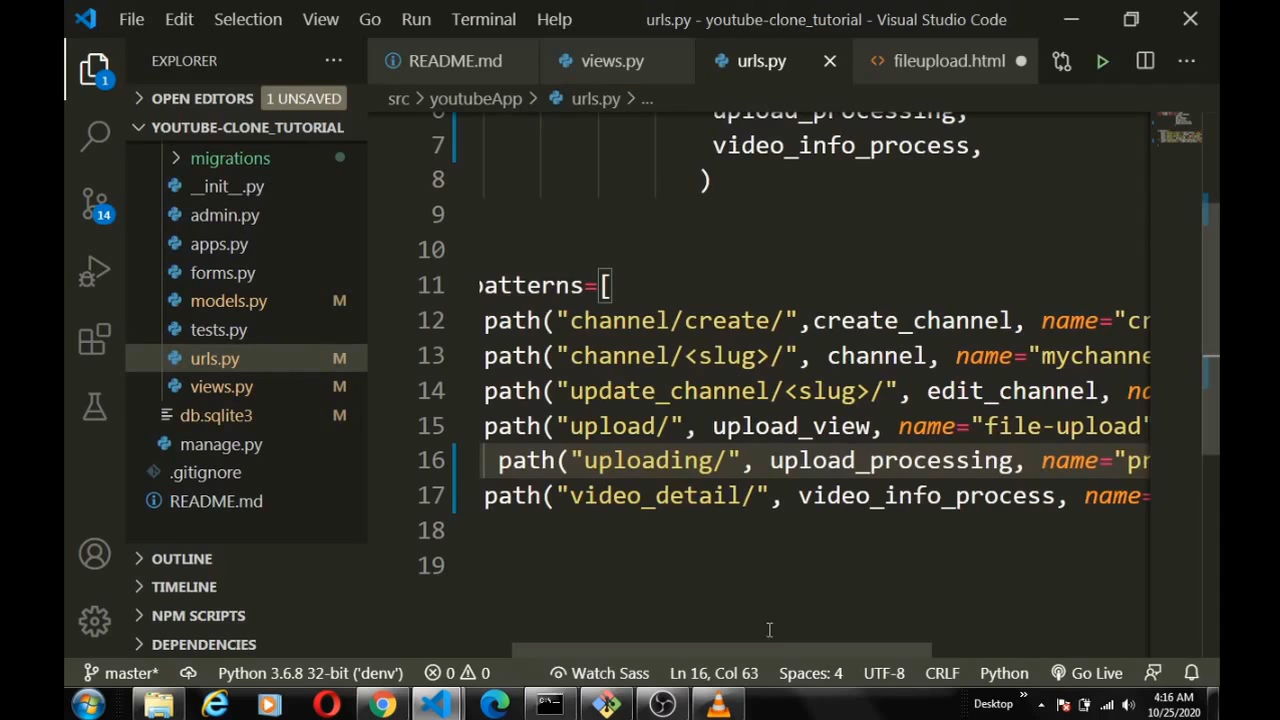 File Edit Selection View Go Run Terminal Help urls.py - youtube-clone_tutorial - Visual Studio Code
EXPLORER
README.md views.py urls.py fileupload.html
OPEN EDITORS 1 UNSAVED
src youtubeApp urls.py ...
YOUTUBE-CLONE_TUTORIAL
migrations
__init__.py
admin.py
apps.py
forms.py
models.py M
tests.py
urls.py M
views.py M
db.sqlite3 M
manage.py
.gitignore
README.md
OUTLINE
TIMELINE
NPM SCRIPTS
DEPENDENCIES
1
14
6 upload_processing,
7 video_info_process,
8 )
9
10
11 patterns=[
12 path("channel/create/",create_channel, name="cr
13 path("channel/<slug>/", channel, name="mychanne
14 path("update_channel/<slug>/", edit_channel, na
15 path("upload/", upload_view, name="file-upload"
16 path("uploading/", upload_processing, name="pr
17 path("video_detail/", video_info_process, name=
18
19
master* Python 3.6.8 32-bit ('denv') 0 0 Watch Sass Ln 16, Col 63 Spaces: 4 UTF-8 CRLF Python Go Live
Desktop
4:16 AM
10/25/2020